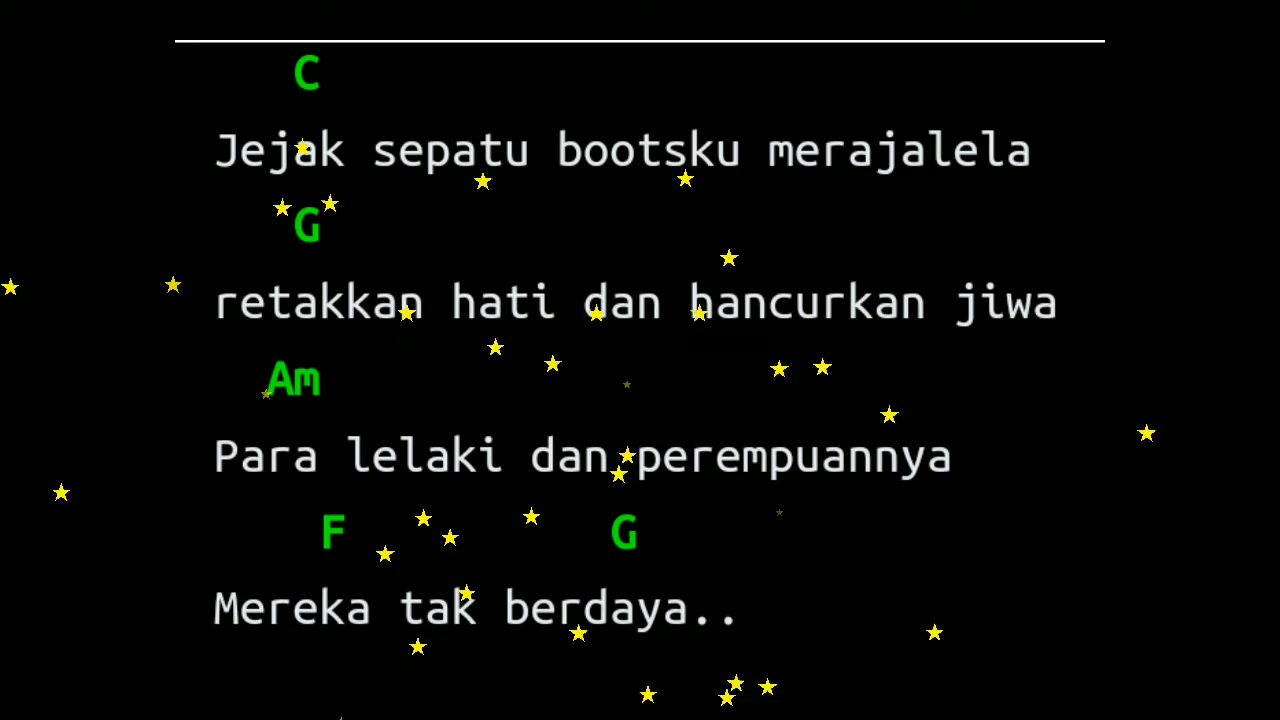 C
Jejak sepatu bootsku merajalela
G
retakkan hati dan hancurkan jiwa
Am
Para lelaki dan perempuannya
F G
Mereka tak berdaya..